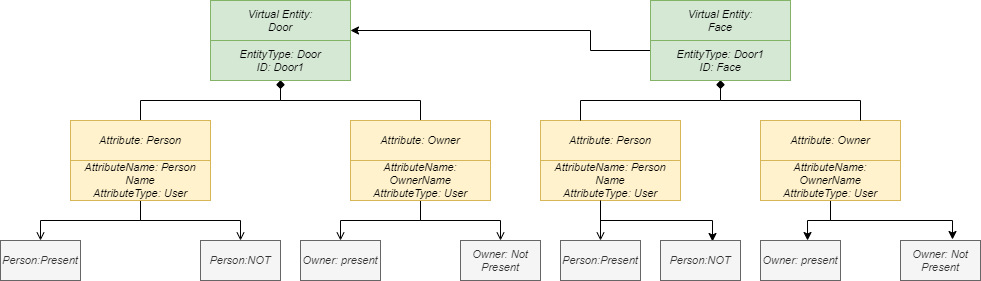 Virtual Entity:
Door
EntityType: Door
ID: Door1
Virtual Entity:
Face
EntityType: Door1
ID: Face
Attribute: Person
AttributeName: Person
Name
AttributeType: User
Attribute: Owner
AttributeName:
OwnerName
AttributeType: User
Attribute: Person
AttributeName: Person
Name
AttributeType: User
Attribute: Owner
AttributeName:
OwnerName
AttributeType: User
Person:Present
Person:NOT
Owner: present
Owner: Not
Present
Person:Present
Person:NOT
Owner: present
Owner: Not
Present